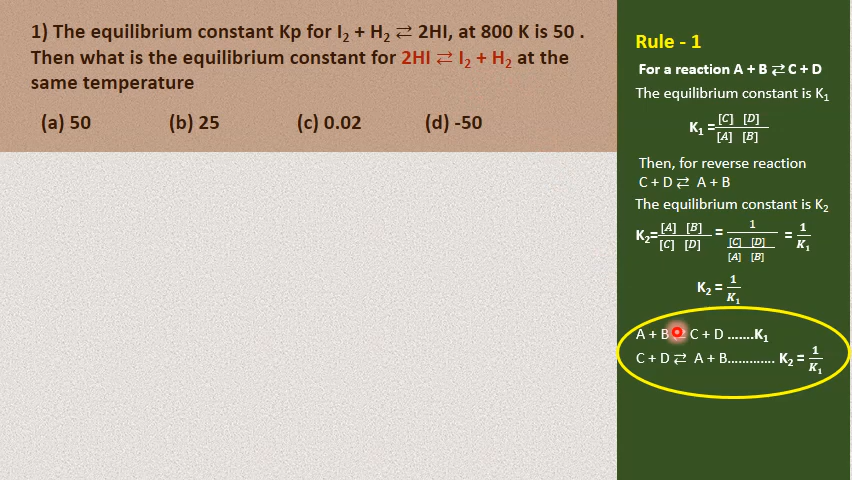 1) The equilibrium constant Kp for I₂ + H₂ ⇄ 2HI, at 800 K is 50 .
Then what is the equilibrium constant for 2HI ⇄ I₂ + H₂ at the
same temperature
(a) 50 (b) 25 (c) 0.02 (d) -50
Rule - 1
For a reaction A + B ⇄ C + D
The equilibrium constant is K₁
K₁ = [C] [D] / [A] [B]
Then, for reverse reaction
C + D ⇄ A + B
The equilibrium constant is K₂
K₂= [A] [B] / [C] [D] = 1 / ([C] [D] / [A] [B]) = 1 / K₁
K₂ = 1 / K₁
A + B ⇄ C + D .......K₁
C + D ⇄ A + B............ K₂ = 1 / K₁